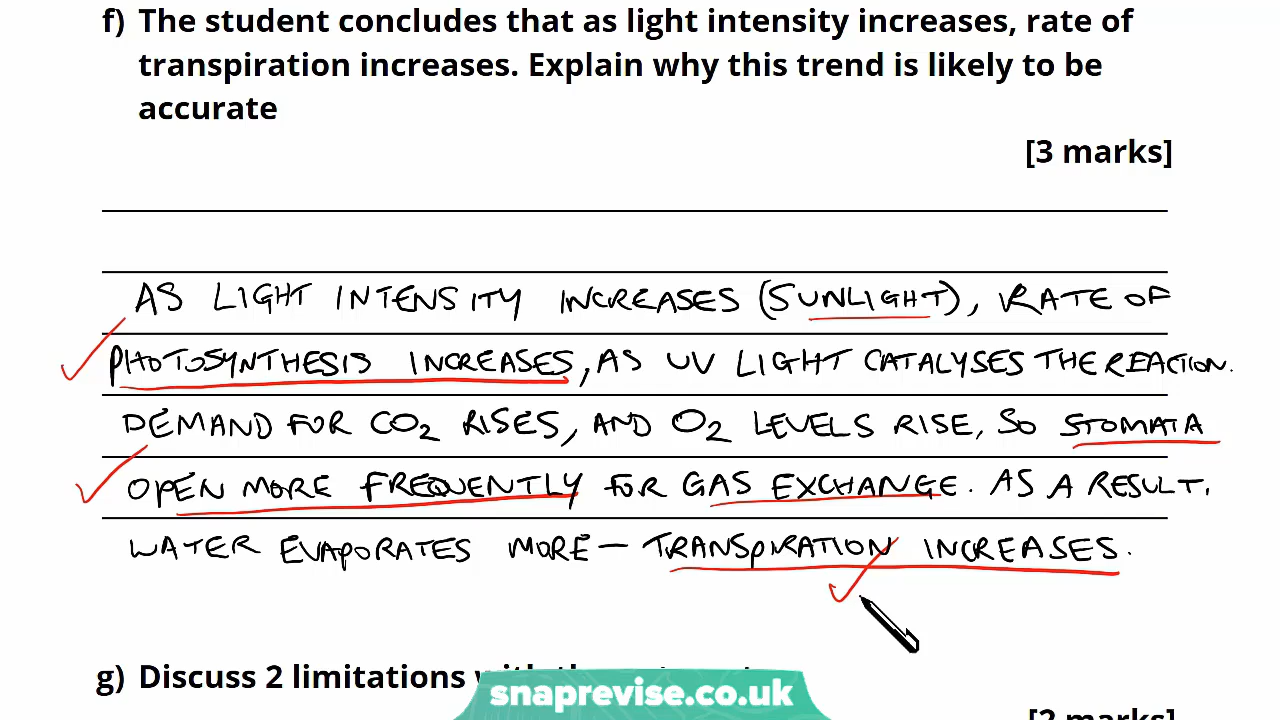 f) The student concludes that as light intensity increases, rate of
transpiration increases. Explain why this trend is likely to be
accurate
[3 marks]
AS LIGHT INTENSITY INCREASES (SUNLIGHT), RATE OF
PHOTOSYNTHESIS INCREASES, AS UV LIGHT CATALYSES THE REACTION.
DEMAND FOR CO2 RISES, AND O2 LEVELS RISE, SO STOMATA
OPEN MORE FREQUENTLY FOR GAS EXCHANGE. AS A RESULT,
WATER EVAPORATES MORE – TRANSPIRATION INCREASES.
g) Discuss 2 limitations
snaprevise.co.uk
[2 marks]